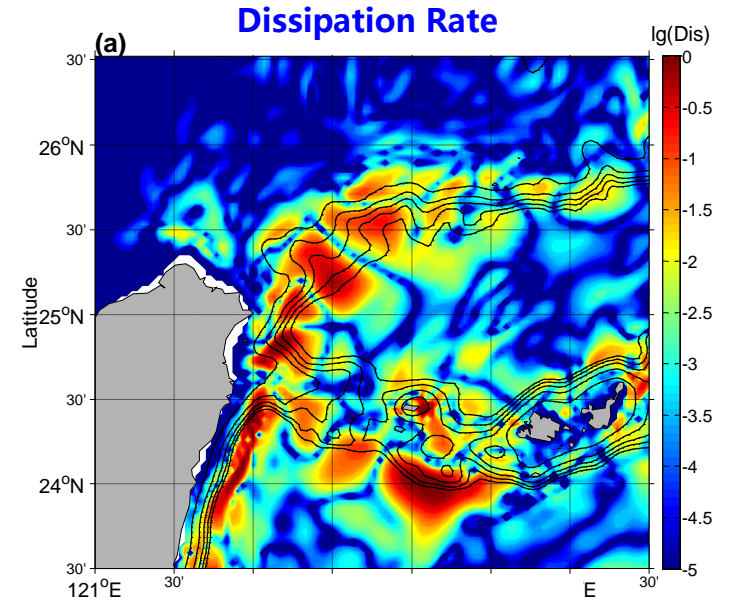 Dissipation Rate
(a)
lg(Dis)
30'
26°N
30'
25°N
30'
24°N
30'
Latitude
121°E
30'
E
30'
0
-0.5
-1
-1.5
-2
-2.5
-3
-3.5
-4
-4.5
-5